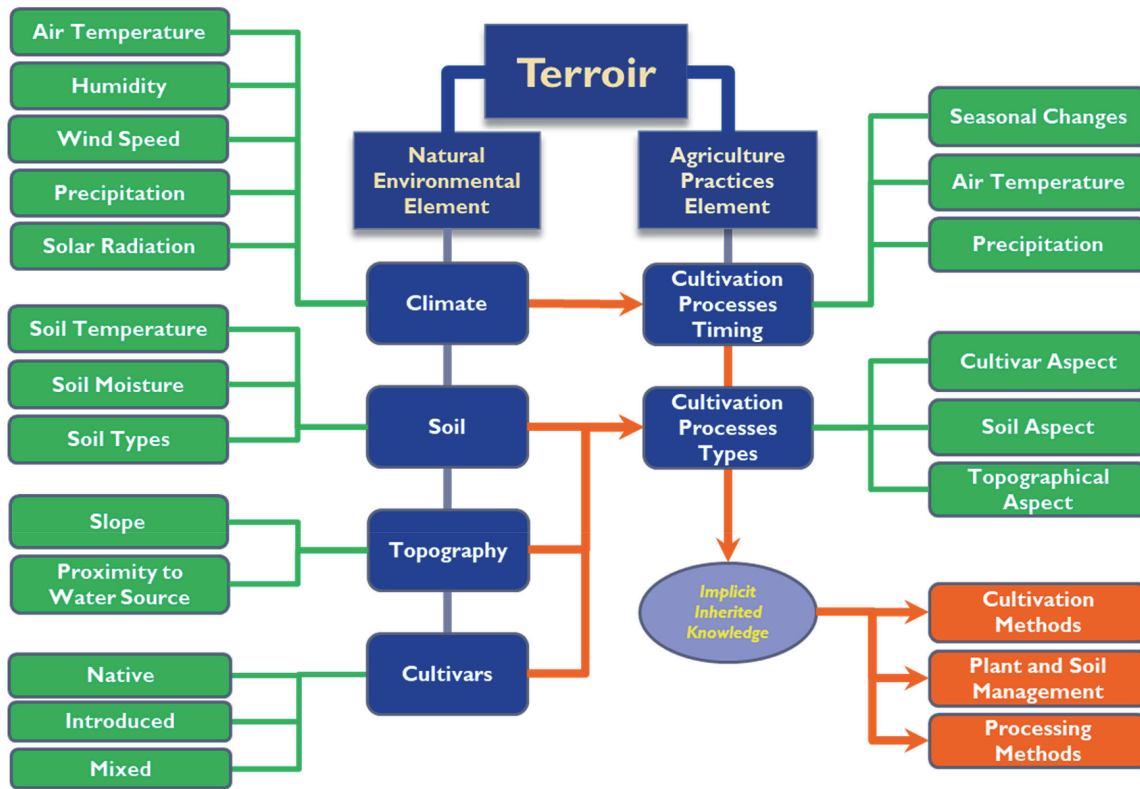 Terroir
Natural
Environmental
Element
Agriculture
Practices
Element
Air Temperature
Humidity
Wind Speed
Precipitation
Solar Radiation
Climate
Soil Temperature
Soil Moisture
Soil Types
Soil
Slope
Proximity to
Water Source
Topography
Native
Introduced
Mixed
Cultivars
Cultivation
Processes
Timing
Seasonal Changes
Air Temperature
Precipitation
Cultivation
Processes
Types
Cultivar Aspect
Soil Aspect
Topographical
Aspect
Implicit
Inherited
Knowledge
Cultivation
Methods
Plant and Soil
Management
Processing
Methods